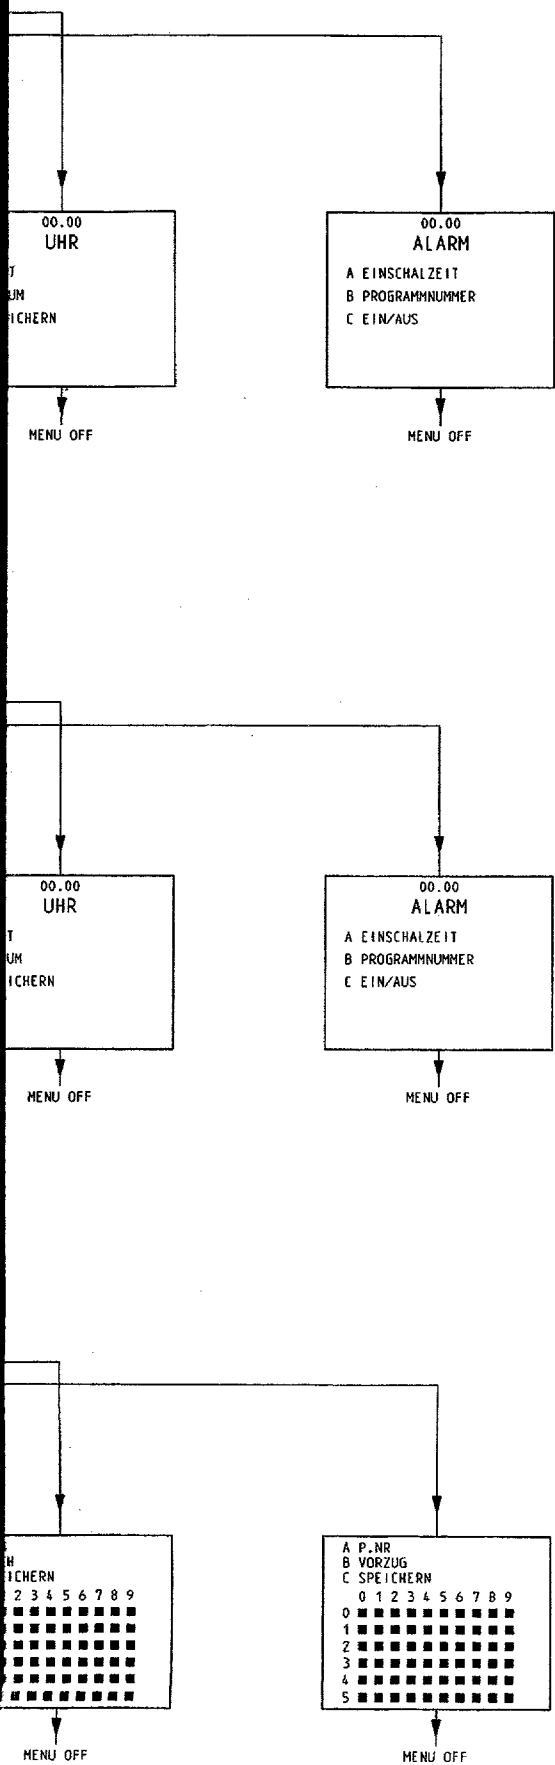 00.00
UHR
T
UM
ICHERN
MENU OFF
00.00
ALARM
A EINSCHALZEIT
B PROGRAMMNUMMER
C EIN/AUS
MENU OFF
00.00
UHR
T
UM
ICHERN
MENU OFF
00.00
ALARM
A EINSCHALZEIT
B PROGRAMMNUMMER
C EIN/AUS
MENU OFF
H
ICHERN
2 3 4 5 6 7 8 9
MENU OFF
A P.NR
B VORZUG
C SPEICHERN
0 1 2 3 4 5 6 7 8 9
0
1
2
3
4
5
MENU OFF